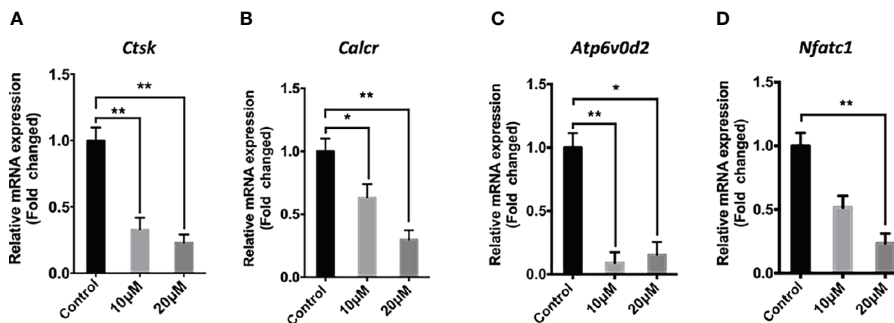 A
Ctsk
Relative mRNA expression
(Fold changed)
1.5
1.0
0.5
0.0
**
**
Control
10μM
20μM
B
Calcr
Relative mRNA expression
(Fold changed)
1.5
1.0
0.5
0.0
**
*
Control
10μM
20μM
C
Atp6v0d2
Relative mRNA expression
(Fold changed)
1.5
1.0
0.5
0.0
*
**
Control
10μM
20μM
D
Nfatc1
Relative mRNA expression
(Fold changed)
1.5
1.0
0.5
0.0
**
Control
10μM
20μM